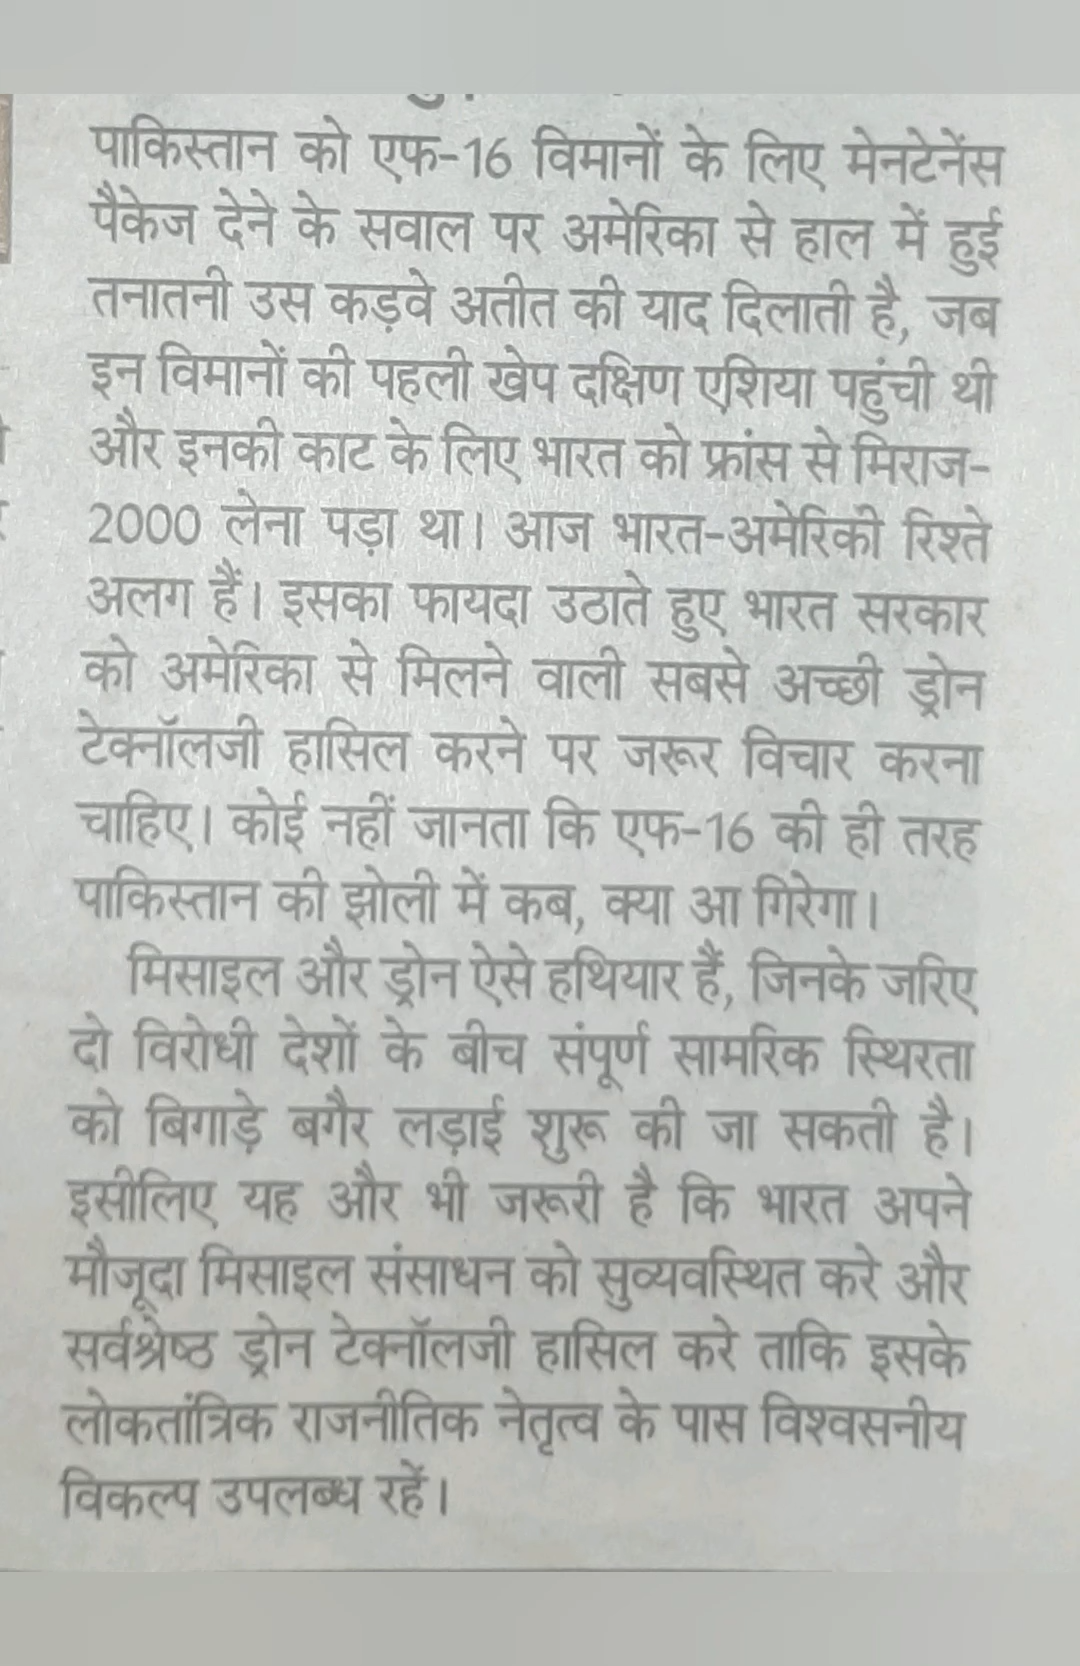 पाकिस्तान को एफ-16 विमानों के लिए मेनटेनेंस
पैकेज देने के सवाल पर अमेरिका से हाल में हुई
तनातनी उस कड़वे अतीत की याद दिलाती है, जब
इन विमानों की पहली खेप दक्षिण एशिया पहुंची थी
और इनकी काट के लिए भारत को फ्रांस से मिराज-
2000 लेना पड़ा था। आज भारत-अमेरिकी रिश्ते
अलग हैं। इसका फायदा उठाते हुए भारत सरकार
को अमेरिका से मिलने वाली सबसे अच्छी ड्रोन
टेक्नॉलजी हासिल करने पर जरूर विचार करना
चाहिए। कोई नहीं जानता कि एफ-16 की ही तरह
पाकिस्तान की झोली में कब, क्या आ गिरेगा।
मिसाइल और ड्रोन ऐसे हथियार हैं, जिनके जरिए
दो विरोधी देशों के बीच संपूर्ण सामरिक स्थिरता
को बिगाड़े बगैर लड़ाई शुरू की जा सकती है।
इसीलिए यह और भी जरूरी है कि भारत अपने
मौजूदा मिसाइल संसाधन को सुव्यवस्थित करे और
सर्वश्रेष्ठ ड्रोन टेक्नॉलजी हासिल करे ताकि इसके
लोकतांत्रिक राजनीतिक नेतृत्व के पास विश्वसनीय
विकल्प उपलब्ध रहें।